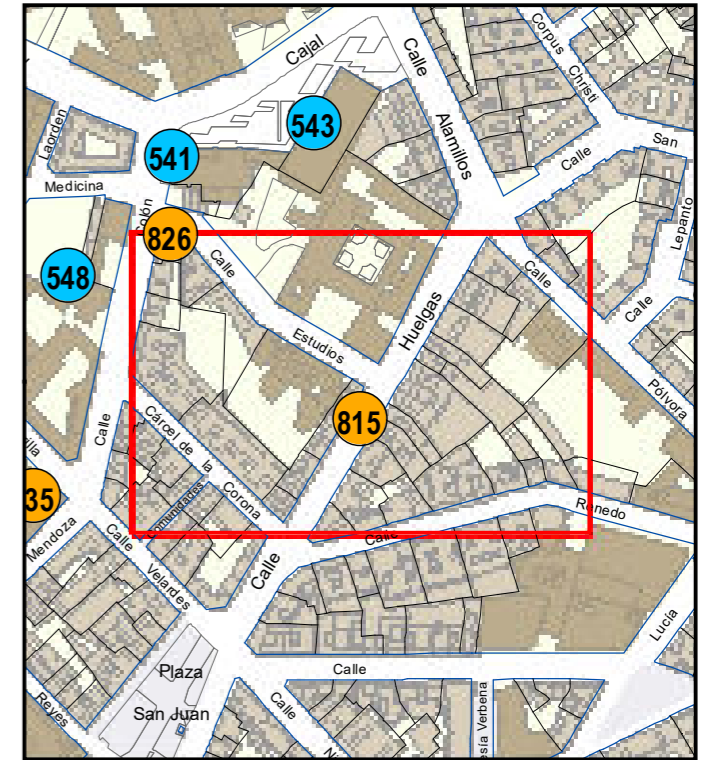 Cajal
Calle
Alamillos
Corpus
Christi
543
Laorden
541
San
Calle
Medicina
Lepanto
Colón
826
548
Calle
Calle
Huelgas
Calle
Estudios
Pólvora
815
Calle
Cárcel de la
Corona
Comunidades
35
Mendoza
Calle
Velardes
Calle
Calle
Renedo
Lucía
Plaza
San Juan
Calle
Calle
Reyes